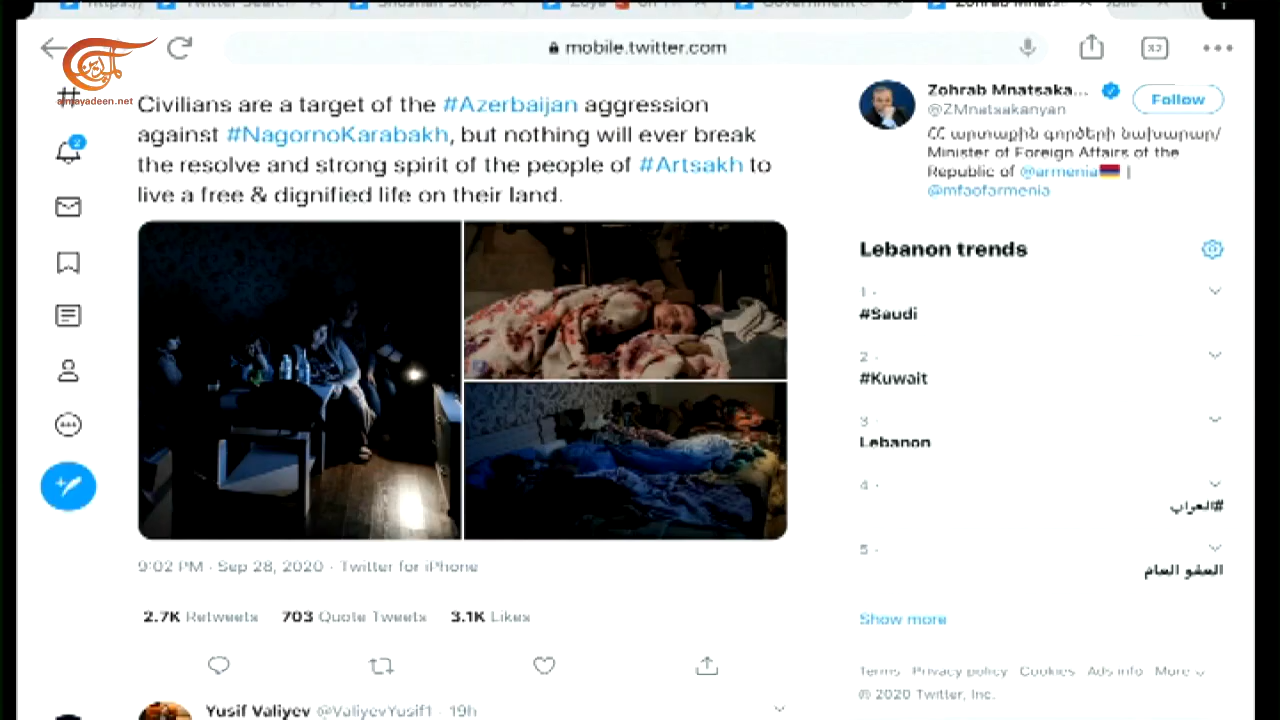 mobile.twitter.com
almayadeen.net
Civilians are a target of the #Azerbaijan aggression
against #NagornoKarabakh, but nothing will ever break
the resolve and strong spirit of the people of #Artsakh to
live a free & dignified life on their land.
9:02 PM · Sep 28, 2020 · Twitter for iPhone
2.7K Retweets 703 Quote Tweets 3.1K Likes
Yusif Valiyev @ValiyevYusif1 · 19h
Zohrab Mnatsaka...
@ZMnatsakanyan
Follow
ՀՀ արտաքին գործերի նախարար/
Minister of Foreign Affairs of the
Republic of @armenia |
@mfaofarmenia
Lebanon trends
1 ·
#Saudi
2 ·
#Kuwait
3 ·
Lebanon
4 ·
#العراب
5 ·
العفو العام
Show more
Terms Privacy policy Cookies Ads info More
© 2020 Twitter, Inc.